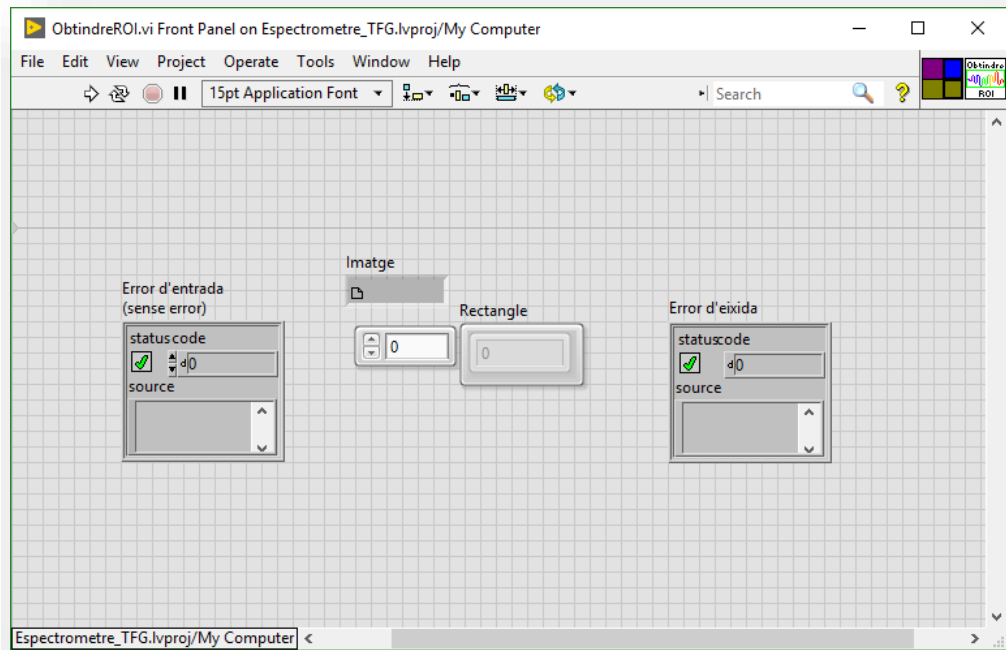 ObtindreROI.vi Front Panel on Espectrometre_TFG.lvproj/My Computer
File Edit View Project Operate Tools Window Help
15pt Application Font
Search
Obtindre
ROI
Imatge
Error d'entrada
(sense error)
status code
d 0
source
0
Rectangle
0
Error d'eixida
status code
d 0
source
Espectrometre_TFG.lvproj/My Computer